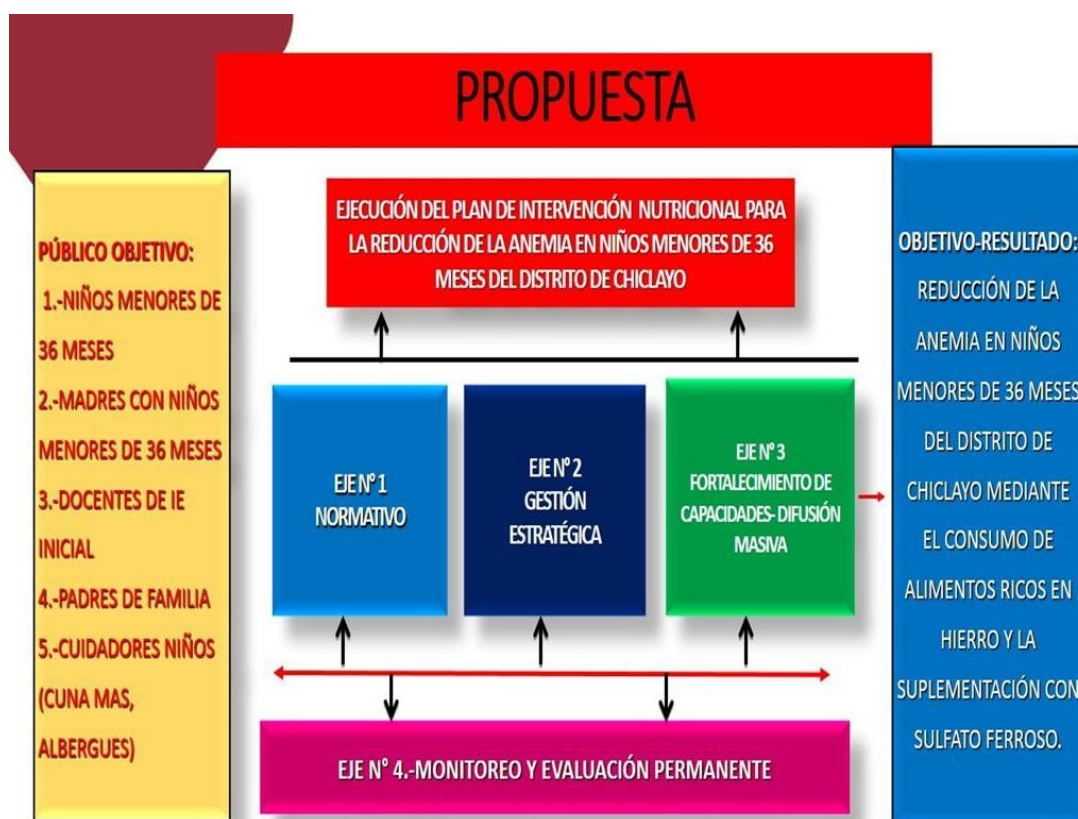 PROPUESTA
PÚBLICO OBJETIVO:
1.-NIÑOS MENORES DE
36 MESES
2.-MADRES CON NIÑOS
MENORES DE 36 MESES
3.-DOCENTES DE IE
INICIAL
4.-PADRES DE FAMILIA
5.-CUIDADORES NIÑOS
(CUNA MAS,
ALBERGUES)
EJECUCIÓN DEL PLAN DE INTERVENCIÓN NUTRICIONAL PARA
LA REDUCCIÓN DE LA ANEMIA EN NIÑOS MENORES DE 36
MESES DEL DISTRITO DE CHICLAYO
EJE N° 1
NORMATIVO
EJE N° 2
GESTIÓN
ESTRATÉGICA
EJE N° 3
FORTALECIMIENTO DE
CAPACIDADES- DIFUSIÓN
MASIVA
EJE N° 4.-MONITOREO Y EVALUACIÓN PERMANENTE
OBJETIVO-RESULTADO:
REDUCCIÓN DE LA
ANEMIA EN NIÑOS
MENORES DE 36 MESES
DEL DISTRITO DE
CHICLAYO MEDIANTE
EL CONSUMO DE
ALIMENTOS RICOS EN
HIERRO Y LA
SUPLEMENTACIÓN CON
SULFATO FERROSO.